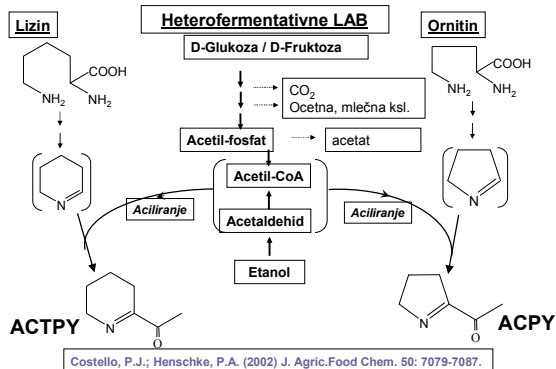 Lizin
Heterofermentativne LAB
Ornitin
D-Glukoza / D-Fruktoza
COOH
NH2
NH2
COOH
NH2
NH2
CO2
Ocetna, mlečna ksl.
Acetil-fosfat
acetat
Acetil-CoA
N
N
Aciliranje
Aciliranje
Acetaldehid
Etanol
ACTPY
N
O
N
O
ACPY
Costello, P.J.; Henschke, P.A. (2002) J. Agric.Food Chem. 50: 7079-7087.